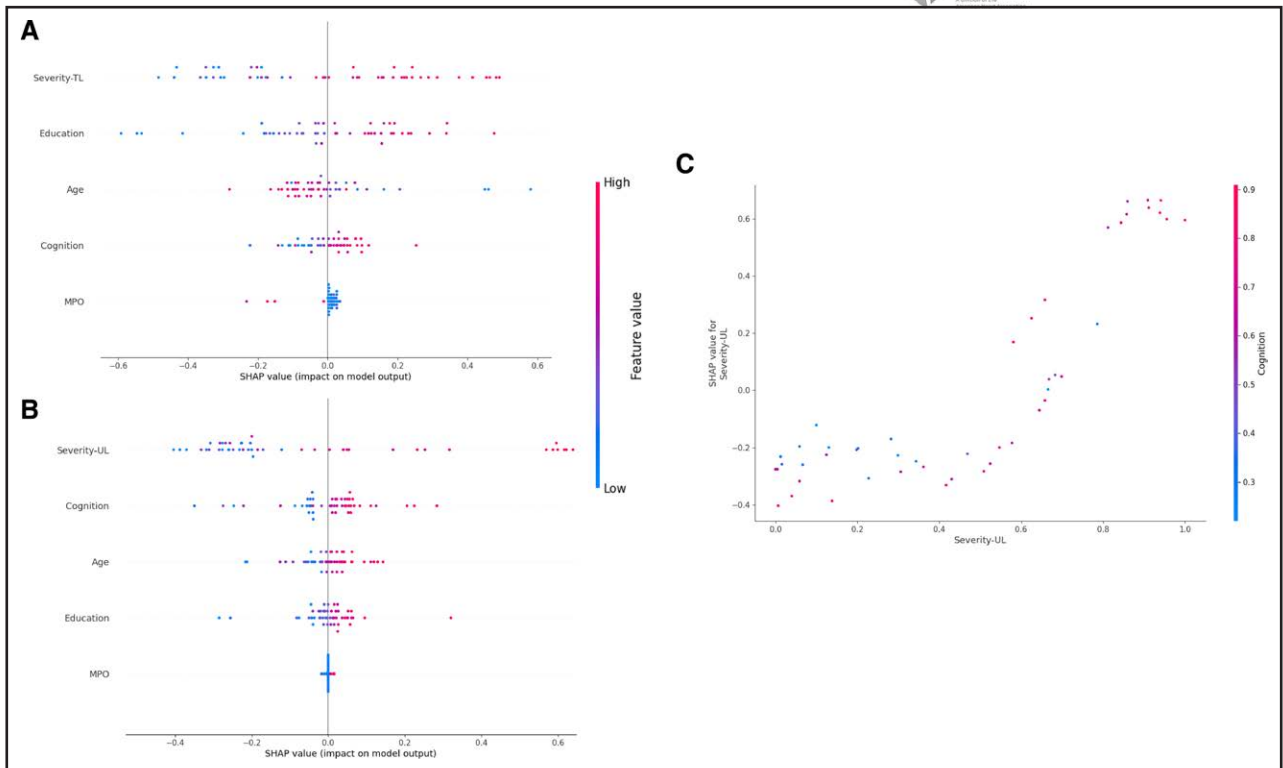 A
Severity-TL
Education
Age
Cognition
MPO
−0.6 −0.4 −0.2 0.0 0.2 0.4 0.6
SHAP value (impact on model output)
B
Severity-UL
Cognition
Age
Education
MPO
−0.4 −0.2 0.0 0.2 0.4 0.6
SHAP value (impact on model output)
High
Feature value
Low
C
0.6
0.4
0.2
0.0
−0.2
−0.4
SHAP value for
Severity-UL
0.0 0.2 0.4 0.6 0.8 1.0
Severity-UL
0.9
0.8
0.7
0.6
0.5
0.4
0.3
Cognition